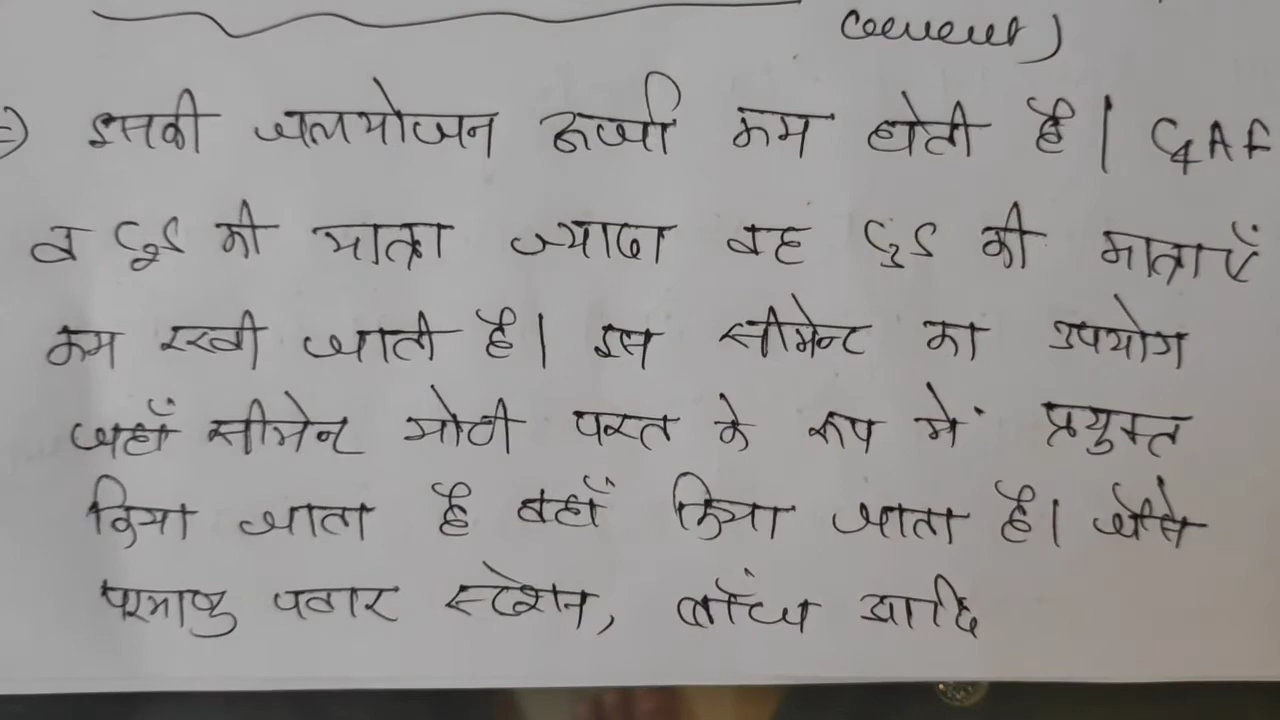 cement)
=) इसकी जलयोजन ऊर्जा कम होती है। C4AF
व C2S की मात्रा ज्यादा वह C3S की मात्राएँ
कम रखी जाती है। इस सीमेन्ट का उपयोग
जहाँ सीमेन्ट मोटी परत के रूप में प्रयुक्त
किया जाता है वहाँ किया जाता है। जैसे
परमाणु पवार स्टेशन, बाँध आदि